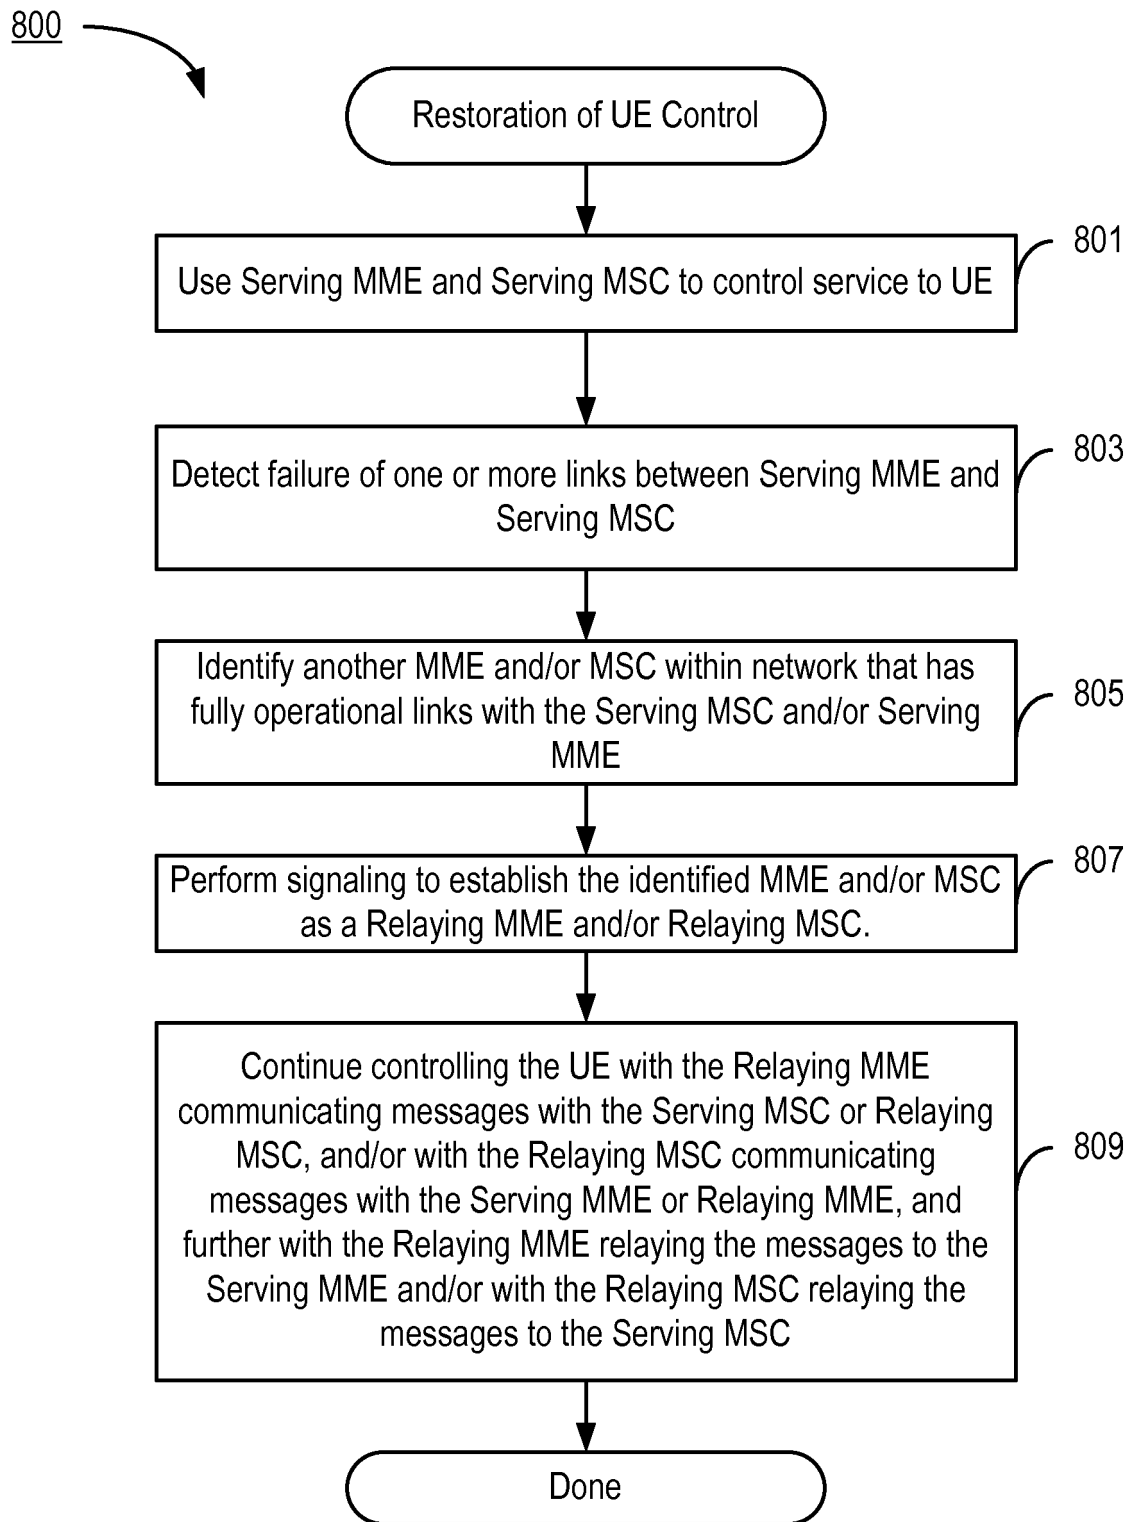 800
Restoration of UE Control
801
Use Serving MME and Serving MSC to control service to UE
803
Detect failure of one or more links between Serving MME and
Serving MSC
Identify another MME and/or MSC within network that has
fully operational links with the Serving MSC and/or Serving
MME
805
807
Perform signaling to establish the identified MME and/or MSC
as a Relaying MME and/or Relaying MSC.
Continue controlling the UE with the Relaying MME
communicating messages with the Serving MSC or Relaying
MSC, and/or with the Relaying MSC communicating
messages with the Serving MME or Relaying MME, and
further with the Relaying MME relaying the messages to the
Serving MME and/or with the Relaying MSC relaying the
messages to the Serving MSC
809
Done